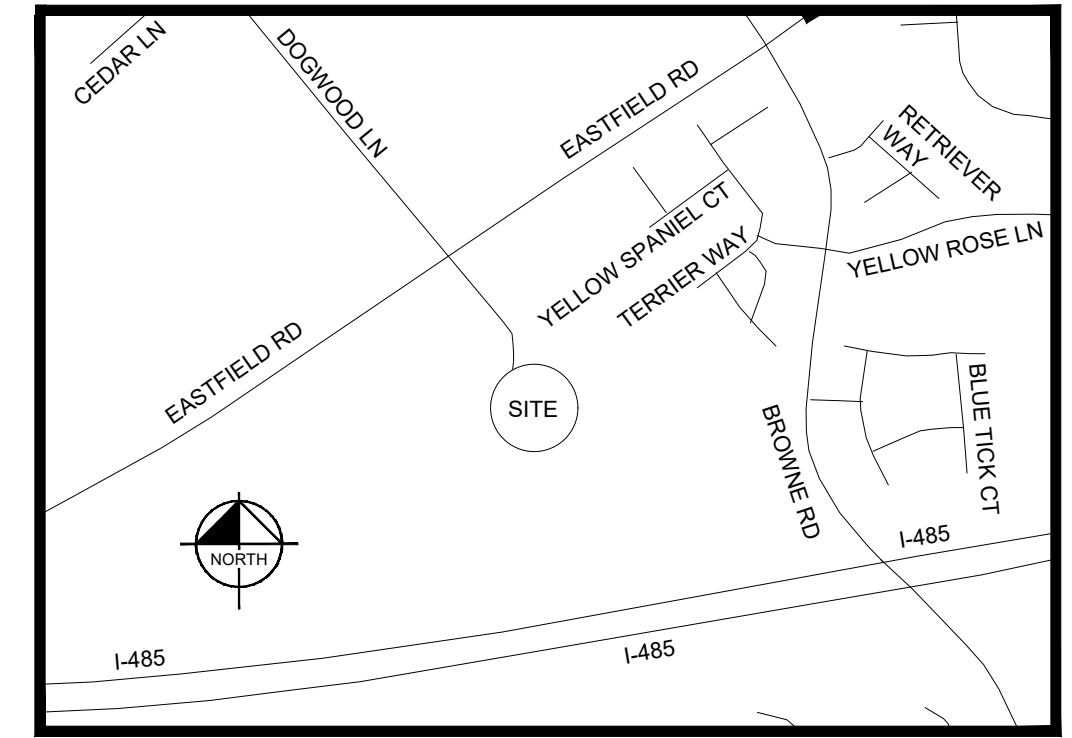 CEDAR LN
DOGWOOD LN
EASTFIELD RD
RETRIEVER
WAY
YELLOW SPANIEL CT
TERRIER WAY
YELLOW ROSE LN
EASTFIELD RD
SITE
BLUE TICK CT
BROWNE RD
NORTH
I-485
I-485
I-485